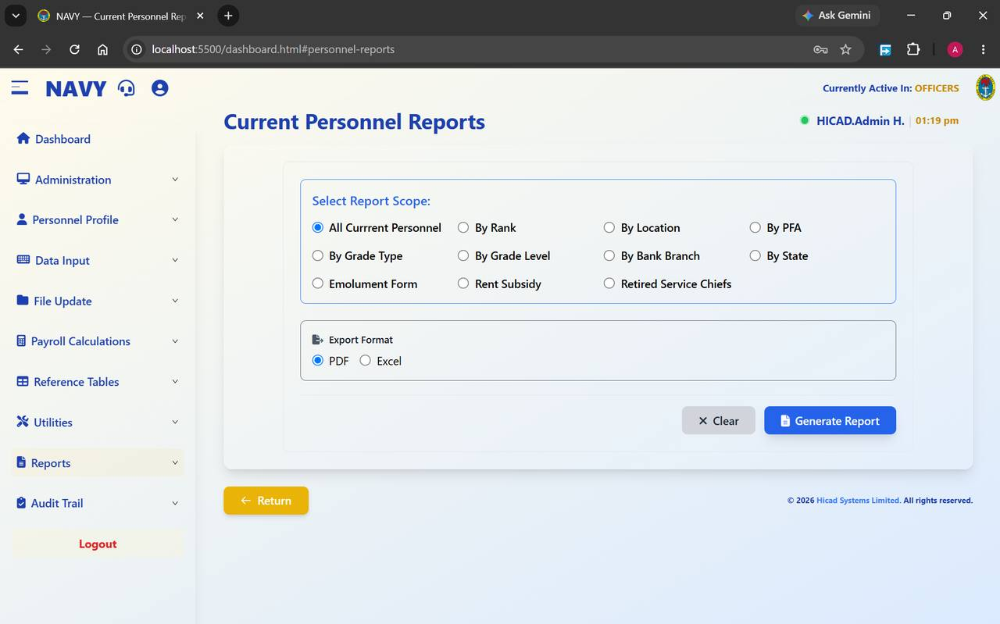 NAVY — Current Personnel Rep
Ask Gemini
localhost:5500/dashboard.html#personnel-reports
A
NAVY
Currently Active In: OFFICERS
Current Personnel Reports
HICAD.Admin H. | 01:19 pm
Dashboard
Administration
Personnel Profile
Data Input
File Update
Payroll Calculations
Reference Tables
Utilities
Reports
Audit Trail
Logout
Select Report Scope:
All Currrent Personnel By Rank By Location By PFA
By Grade Type By Grade Level By Bank Branch By State
Emolument Form Rent Subsidy Retired Service Chiefs
Export Format
PDF Excel
Clear Generate Report
Return
© 2026 Hicad Systems Limited. All rights reserved.